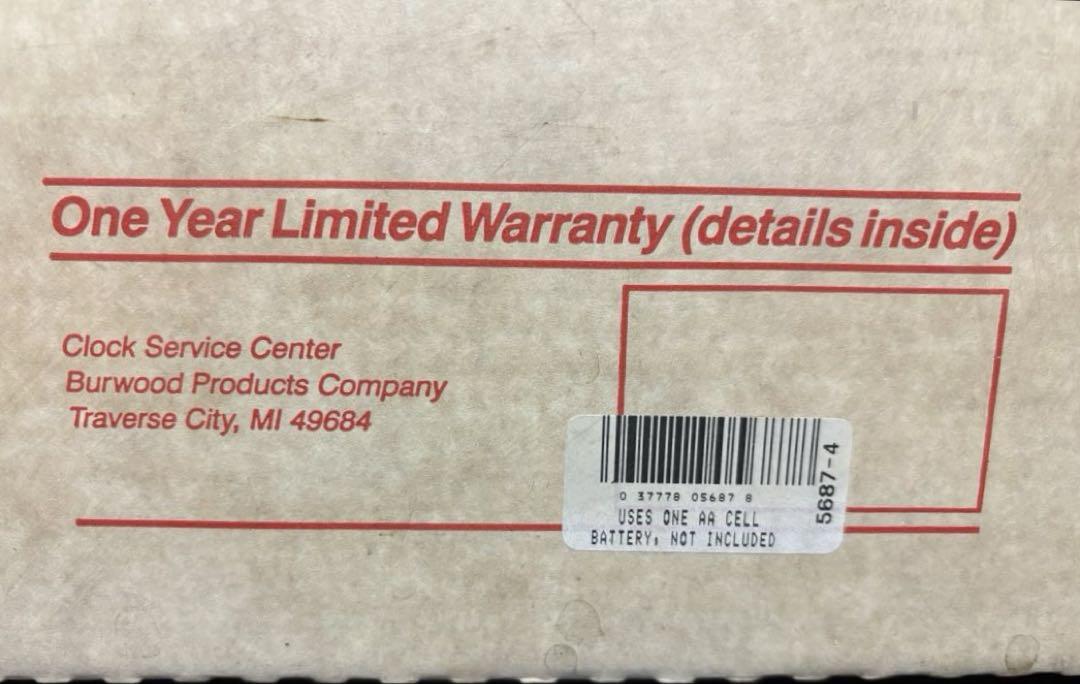 One Year Limited Warranty (details inside)
Clock Service Center
Burwood Products Company
Traverse City, MI 49684
0 37778 05687 8
5687-4
USES ONE AA CELL
BATTERY, NOT INCLUDED